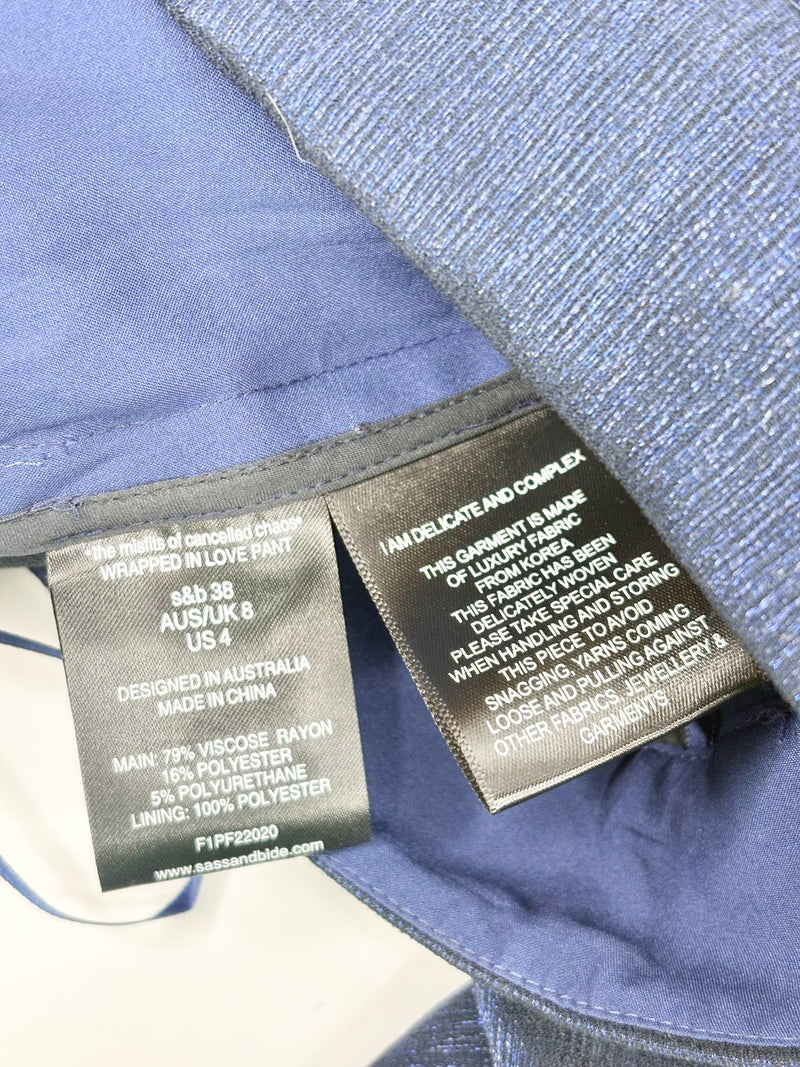 "the misfits of cancelled chaos"
WRAPPED IN LOVE PANT
s&b 38
AUS/UK 8
US 4
DESIGNED IN AUSTRALIA
MADE IN CHINA
MAIN: 79% VISCOSE RAYON
16% POLYESTER
5% POLYURETHANE
LINING: 100% POLYESTER
F1PF22020
www.sassandbide.com
I AM DELICATE AND COMPLEX
THIS GARMENT IS MADE
OF LUXURY FABRIC
FROM KOREA
THIS FABRIC HAS BEEN
DELICATELY WOVEN
PLEASE TAKE SPECIAL CARE
WHEN HANDLING AND STORING
THIS PIECE TO AVOID
SNAGGING, YARNS COMING
LOOSE AND PULLING AGAINST
OTHER FABRICS, JEWELLERY &
GARMENTS